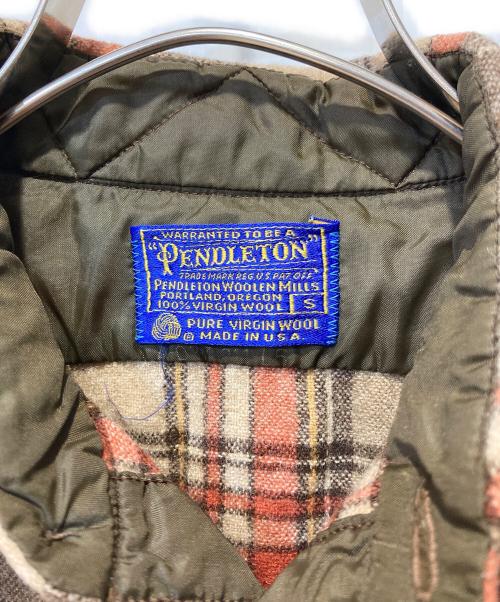 WARRANTED TO BE A
"PENDLETON"
TRADE MARK REG. U.S. PAT. OFF.
PENDLETON WOOLEN MILLS
PORTLAND, OREGON
100% VIRGIN WOOL S
PURE VIRGIN WOOL
© MADE IN U.S.A.